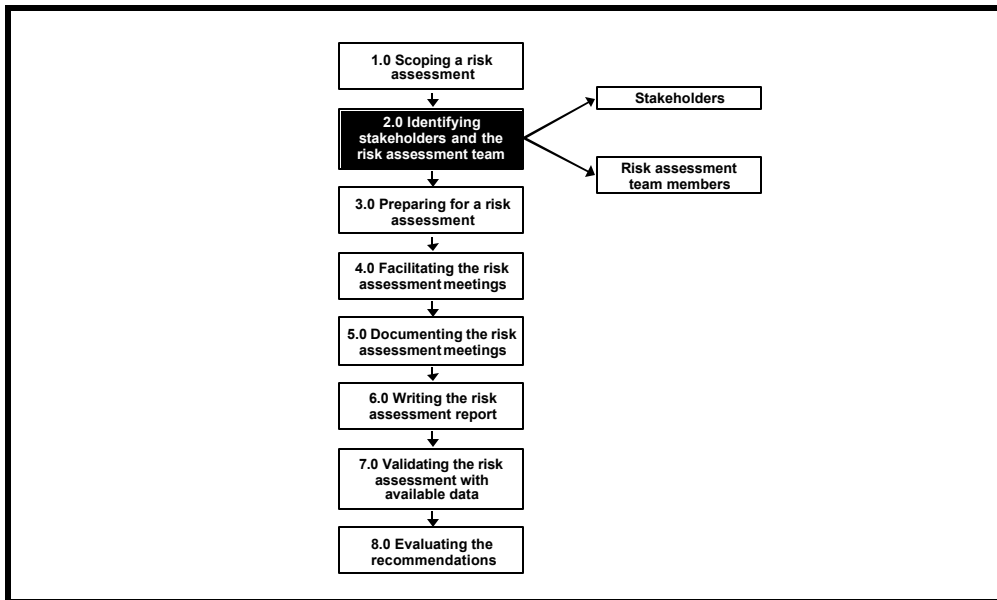 1.0 Scoping a risk
assessment
2.0 Identifying
stakeholders and the
risk assessment team
Stakeholders
Risk assessment
team members
3.0 Preparing for a risk
assessment
4.0 Facilitating the risk
assessment meetings
5.0 Documenting the risk
assessment meetings
6.0 Writing the risk
assessment report
7.0 Validating the risk
assessment with
available data
8.0 Evaluating the
recommendations